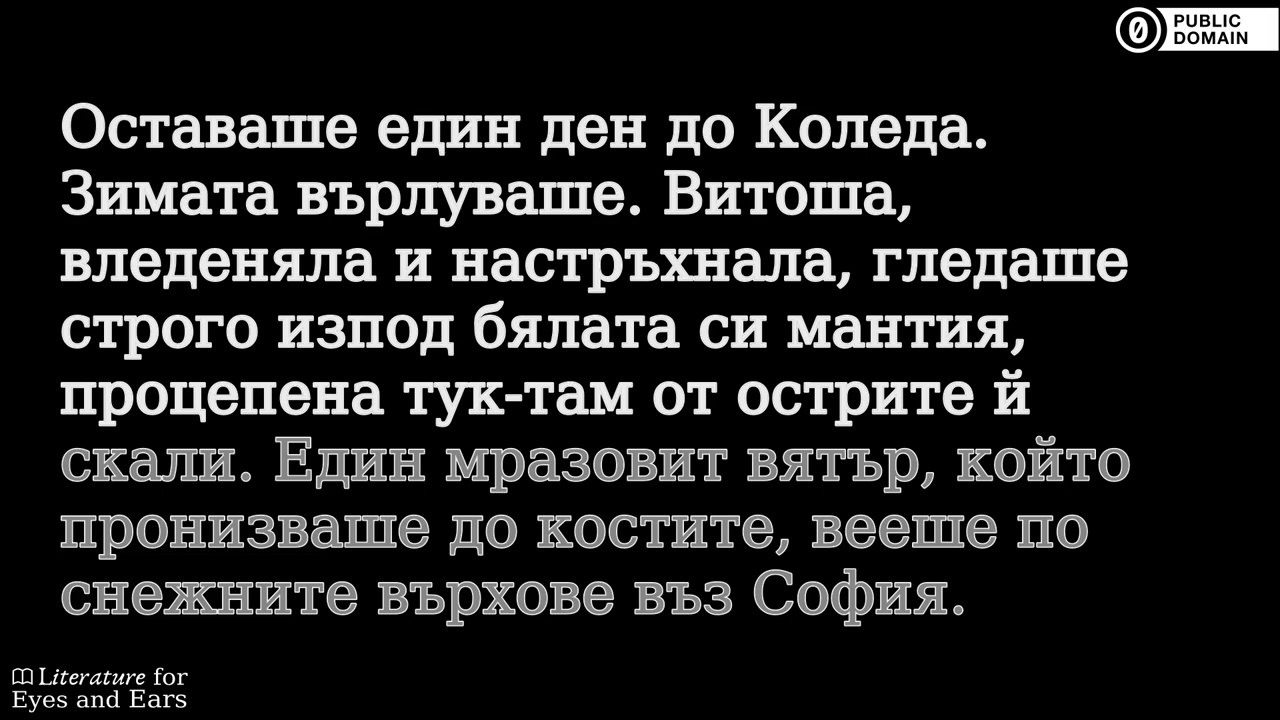 PUBLIC
DOMAIN
Оставаше един ден до Коледа.
Зимата върлуваше. Витоша,
вледеняла и настръхнала, гледаше
строго изпод бялата си мантия,
процепена тук-там от острите й
скали. Един мразовит вятър, който
пронизваше до костите, вееше по
снежните върхове въз София.
Literature for
Eyes and Ears